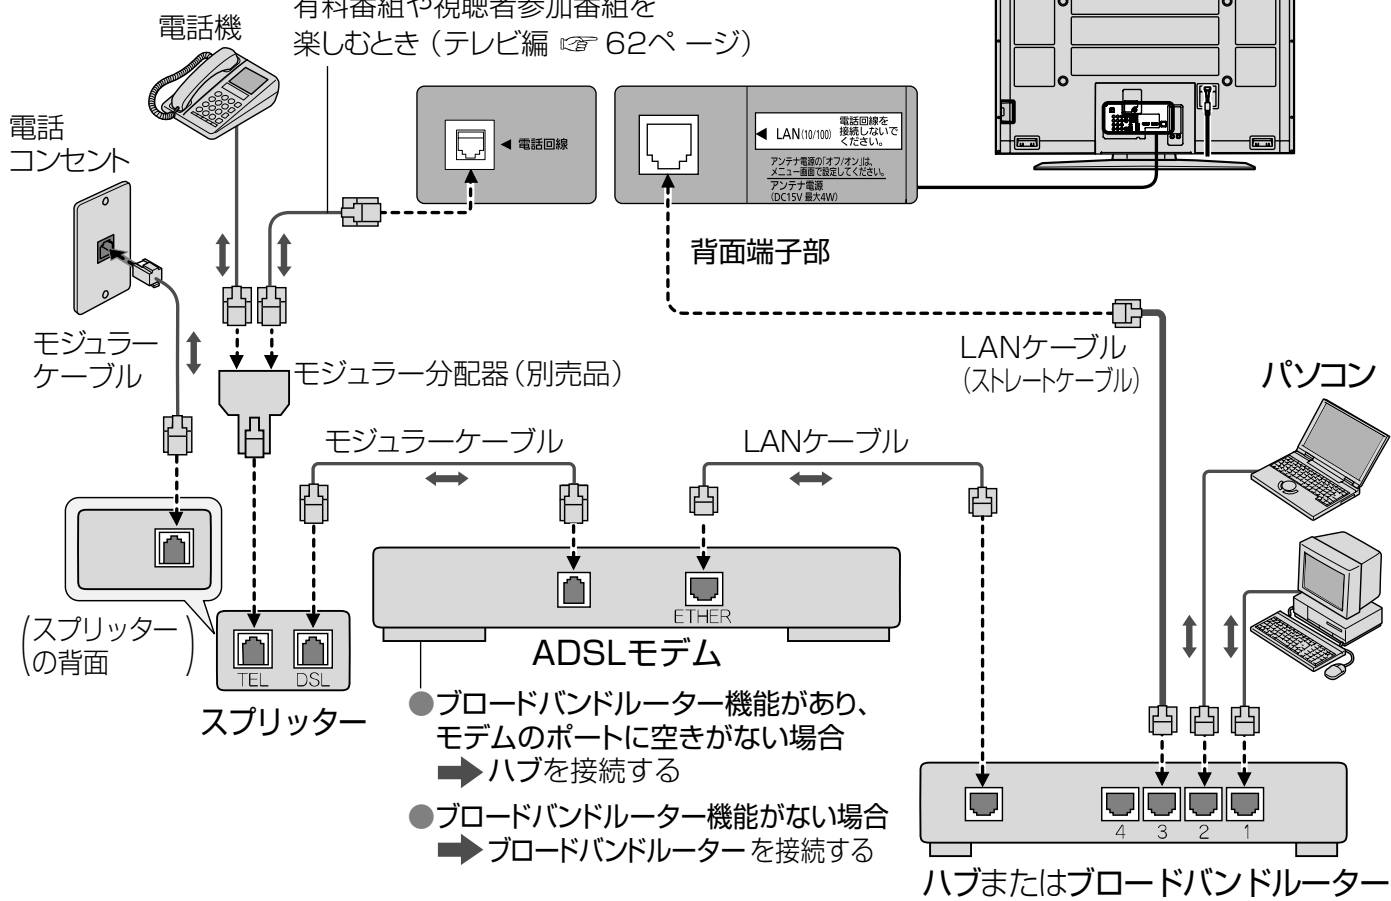 有料番組や視聴者参加番組を
楽しむとき（テレビ編 ☞ 62ページ）
電話機
電話
コンセント
◀ 電話回線
◀ LAN(10/100)
電話回線を
接続しないで
ください。
アンテナ電源の「オフ/オン」は、
メニュー画面で設定してください。
アンテナ電源
(DC15V 最大4W)
背面端子部
モジュラー
ケーブル
モジュラー分配器（別売品）
LANケーブル
（ストレートケーブル）
パソコン
モジュラーケーブル
LANケーブル
ETHER
ADSLモデム
（スプリッター
の背面）
TEL
DSL
スプリッター
●ブロードバンドルーター機能があり、
モデムのポートに空きがない場合
➡ ハブを接続する
●ブロードバンドルーター機能がない場合
➡ ブロードバンドルーターを接続する
4 3 2 1
ハブまたはブロードバンドルーター